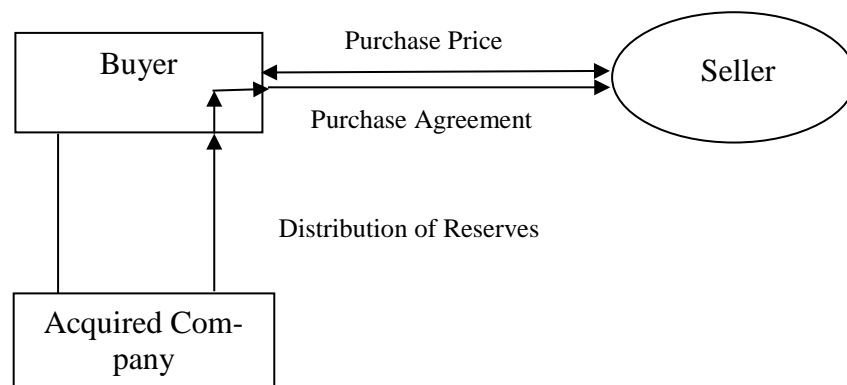 Purchase Price
Buyer
Seller
Purchase Agreement
Distribution of Reserves
Acquired Com-
pany